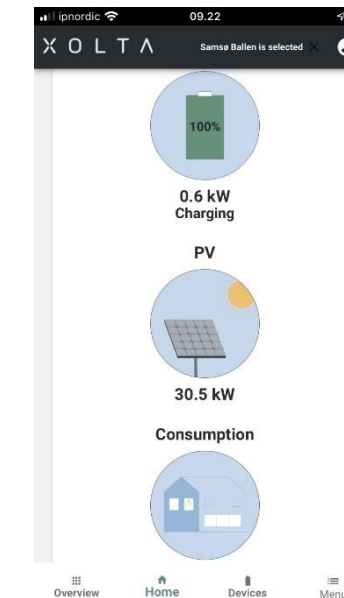 ipnordic 09.22
XOLTA Samsø Ballen is selected ×
100%
0.6 kW
Charging
PV
30.5 kW
Consumption
Overview Home Devices Menu